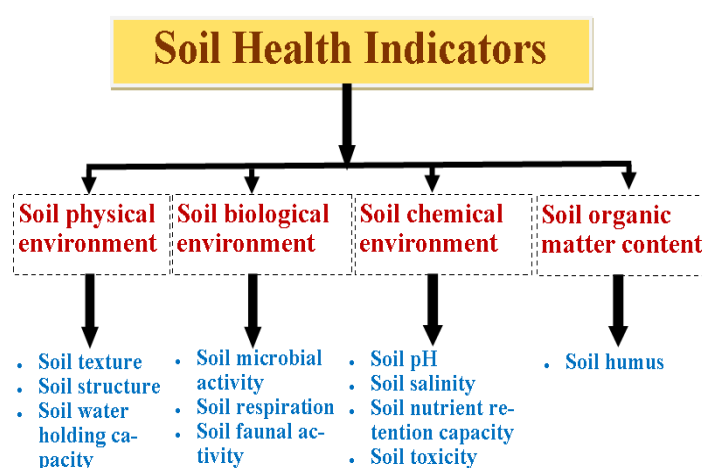 Soil Health Indicators
Soil physical
environment
Soil biological
environment
Soil chemical
environment
Soil organic
matter content
• Soil texture
• Soil structure
• Soil water
holding ca-
pacity
• Soil microbial
activity
• Soil respiration
• Soil faunal ac-
tivity
• Soil pH
• Soil salinity
• Soil nutrient re-
tention capacity
• Soil toxicity
• Soil humus